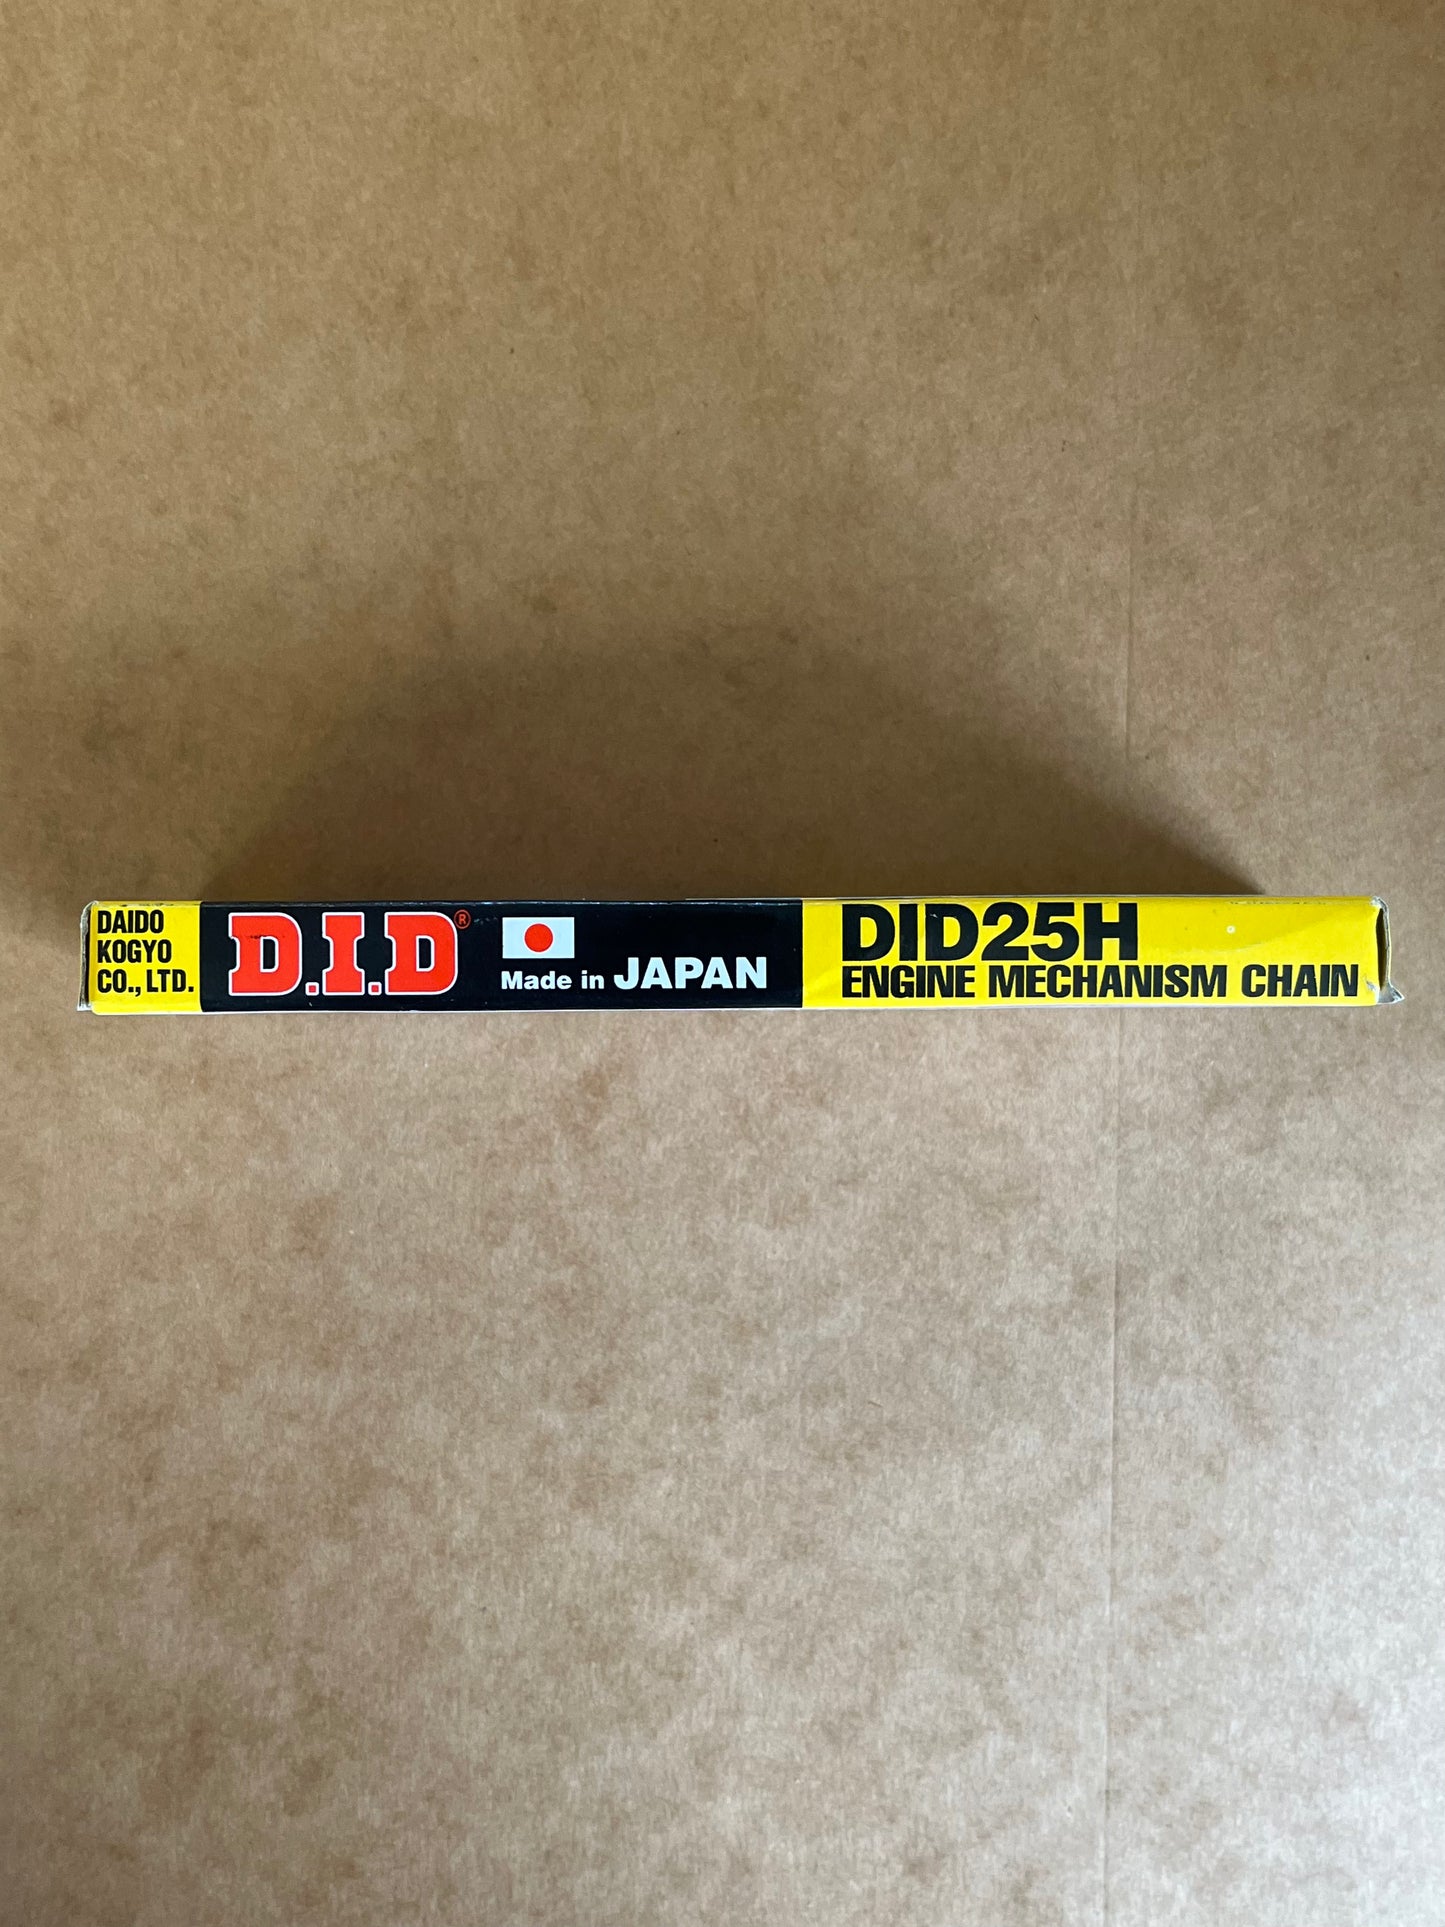 DAIDO
KOGYO
CO., LTD.
D.I.D®
Made in JAPAN
DID25H
ENGINE MECHANISM CHAIN